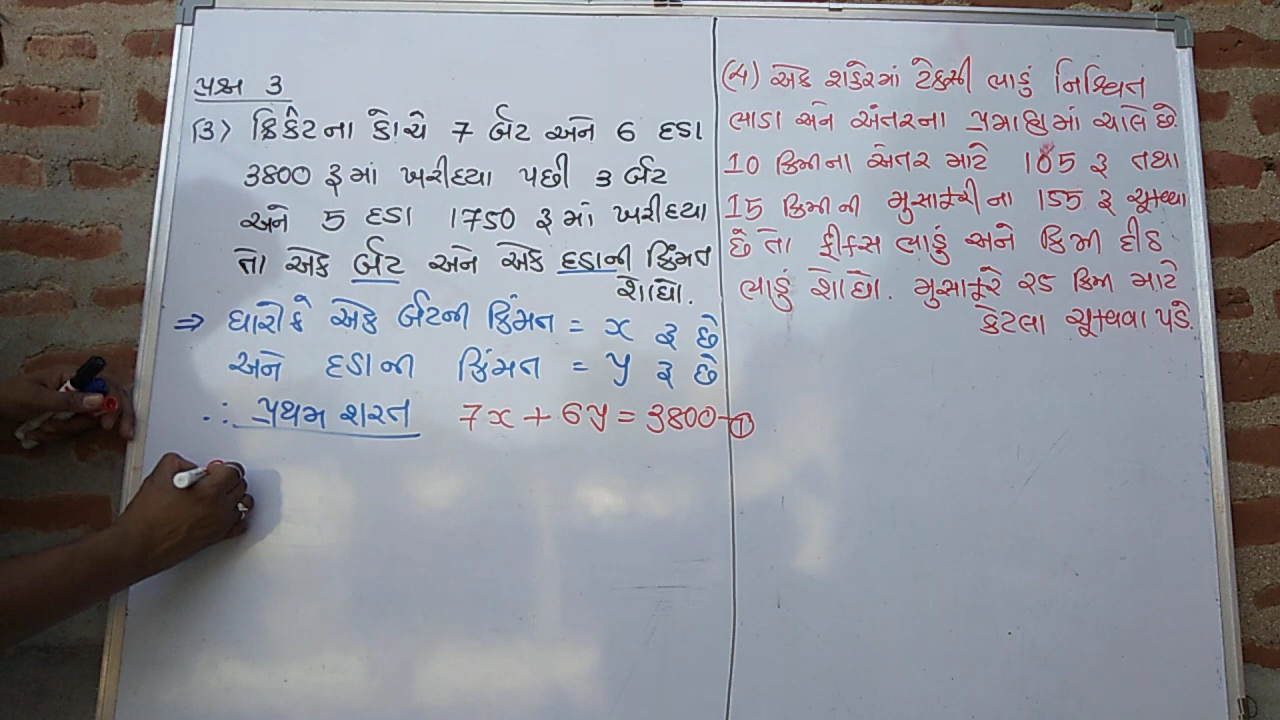 પ્રશ્ન 3
(3) ક્રિકેટના કોચે 7 બેટ અને 6 દડા
3800 રૂ માં ખરીદ્યા પછી 3 બેટ
અને 5 દડા 1750 રૂ માં ખરીદ્યા
તો એક બેટ અને એક દડાની કિંમત
શોધો.
⇒ ધારોકે એક બેટની કિંમત = x રૂ છે
અને દડાની કિંમત = y રૂ છે
∴ પ્રથમ શરત 7x + 6y = 3800 – ①
(4) એક શહેરમાં ટેક્સી ભાડું નિશ્ચિત
ભાડા અને અંતરના પ્રમાણમાં ચાલે છે.
10 કિમીના અંતર માટે 105 રૂ તથા
15 કિમીની મુસાફરીના 155 રૂ ચૂકવ્યા
છે તો ફીક્સ ભાડું અને કિમી દીઠ
ભાડું શોધો. મુસાફરે ૨૫ કિમી માટે
કેટલા ચૂકવવા પડે.